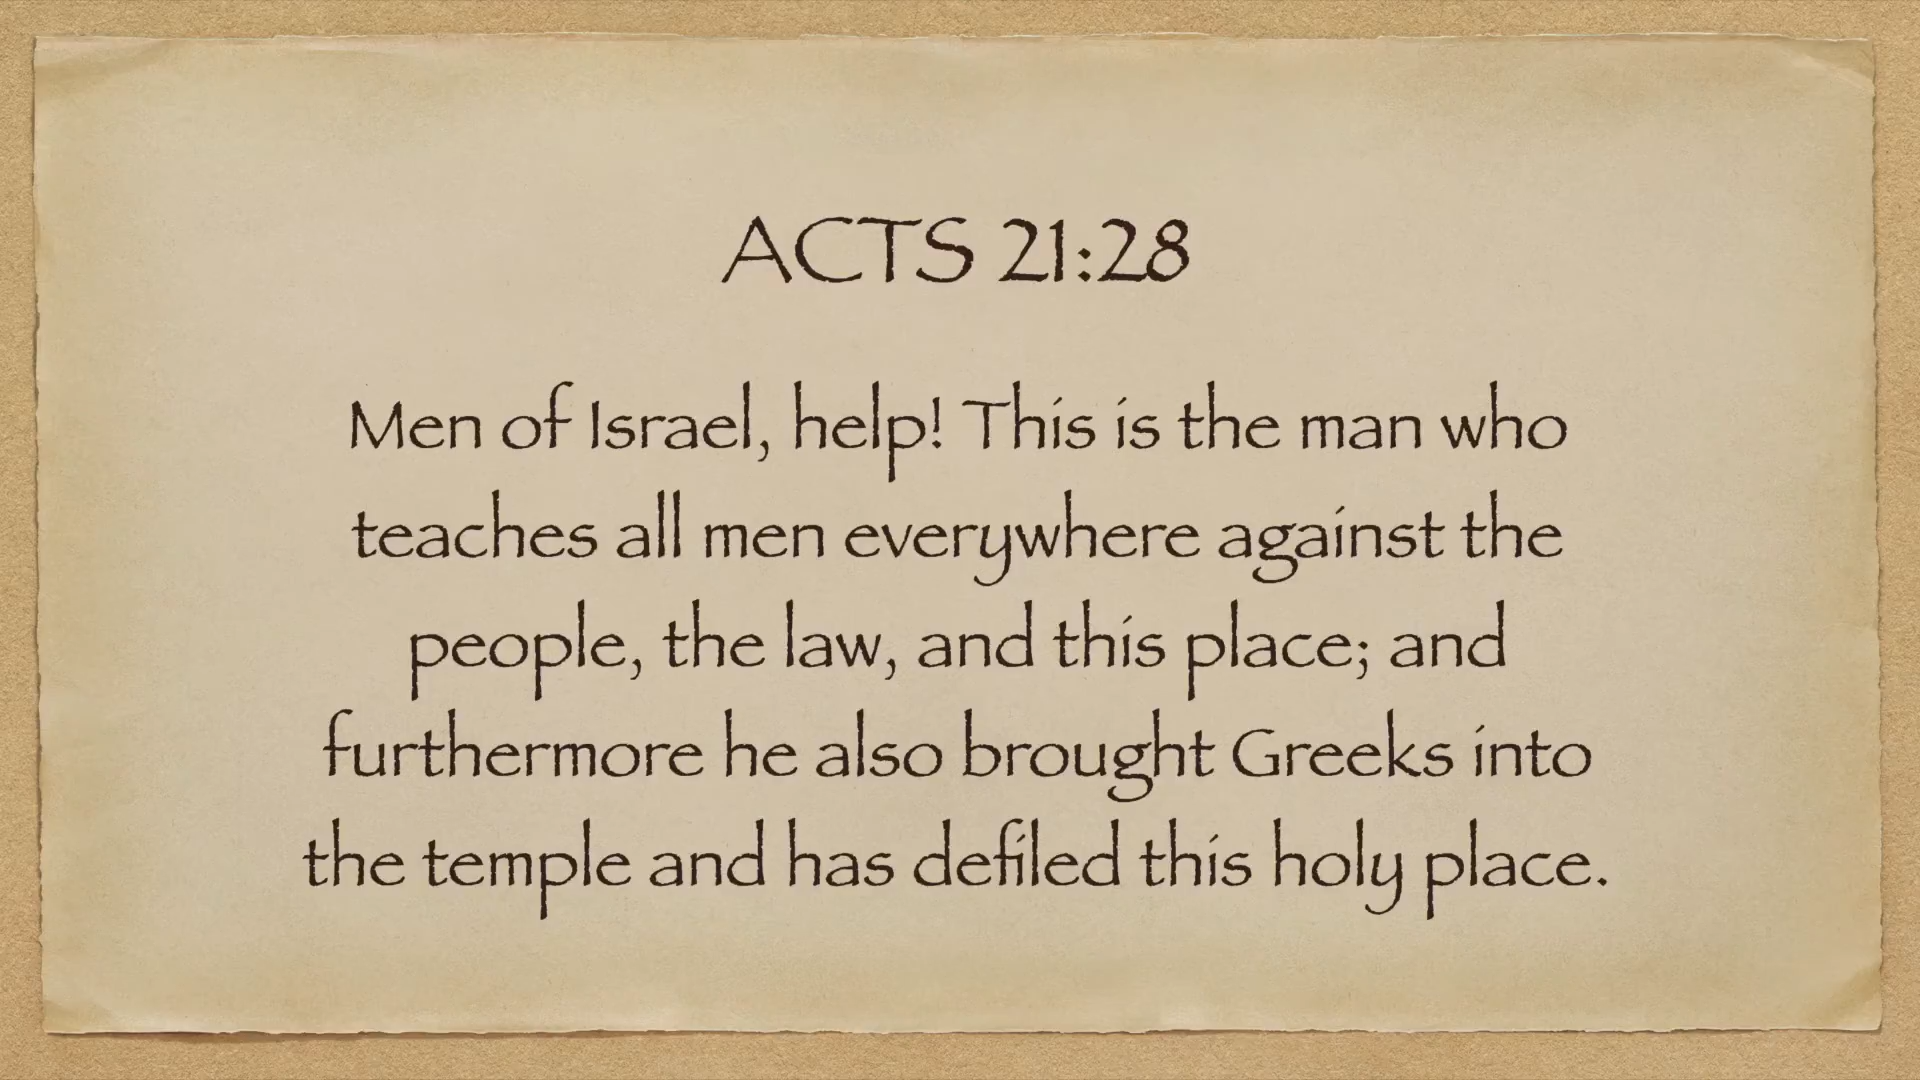 ACTS 21:28
Men of Israel, help! This is the man who
teaches all men everywhere against the
people, the law, and this place; and
furthermore he also brought Greeks into
the temple and has defiled this holy place.